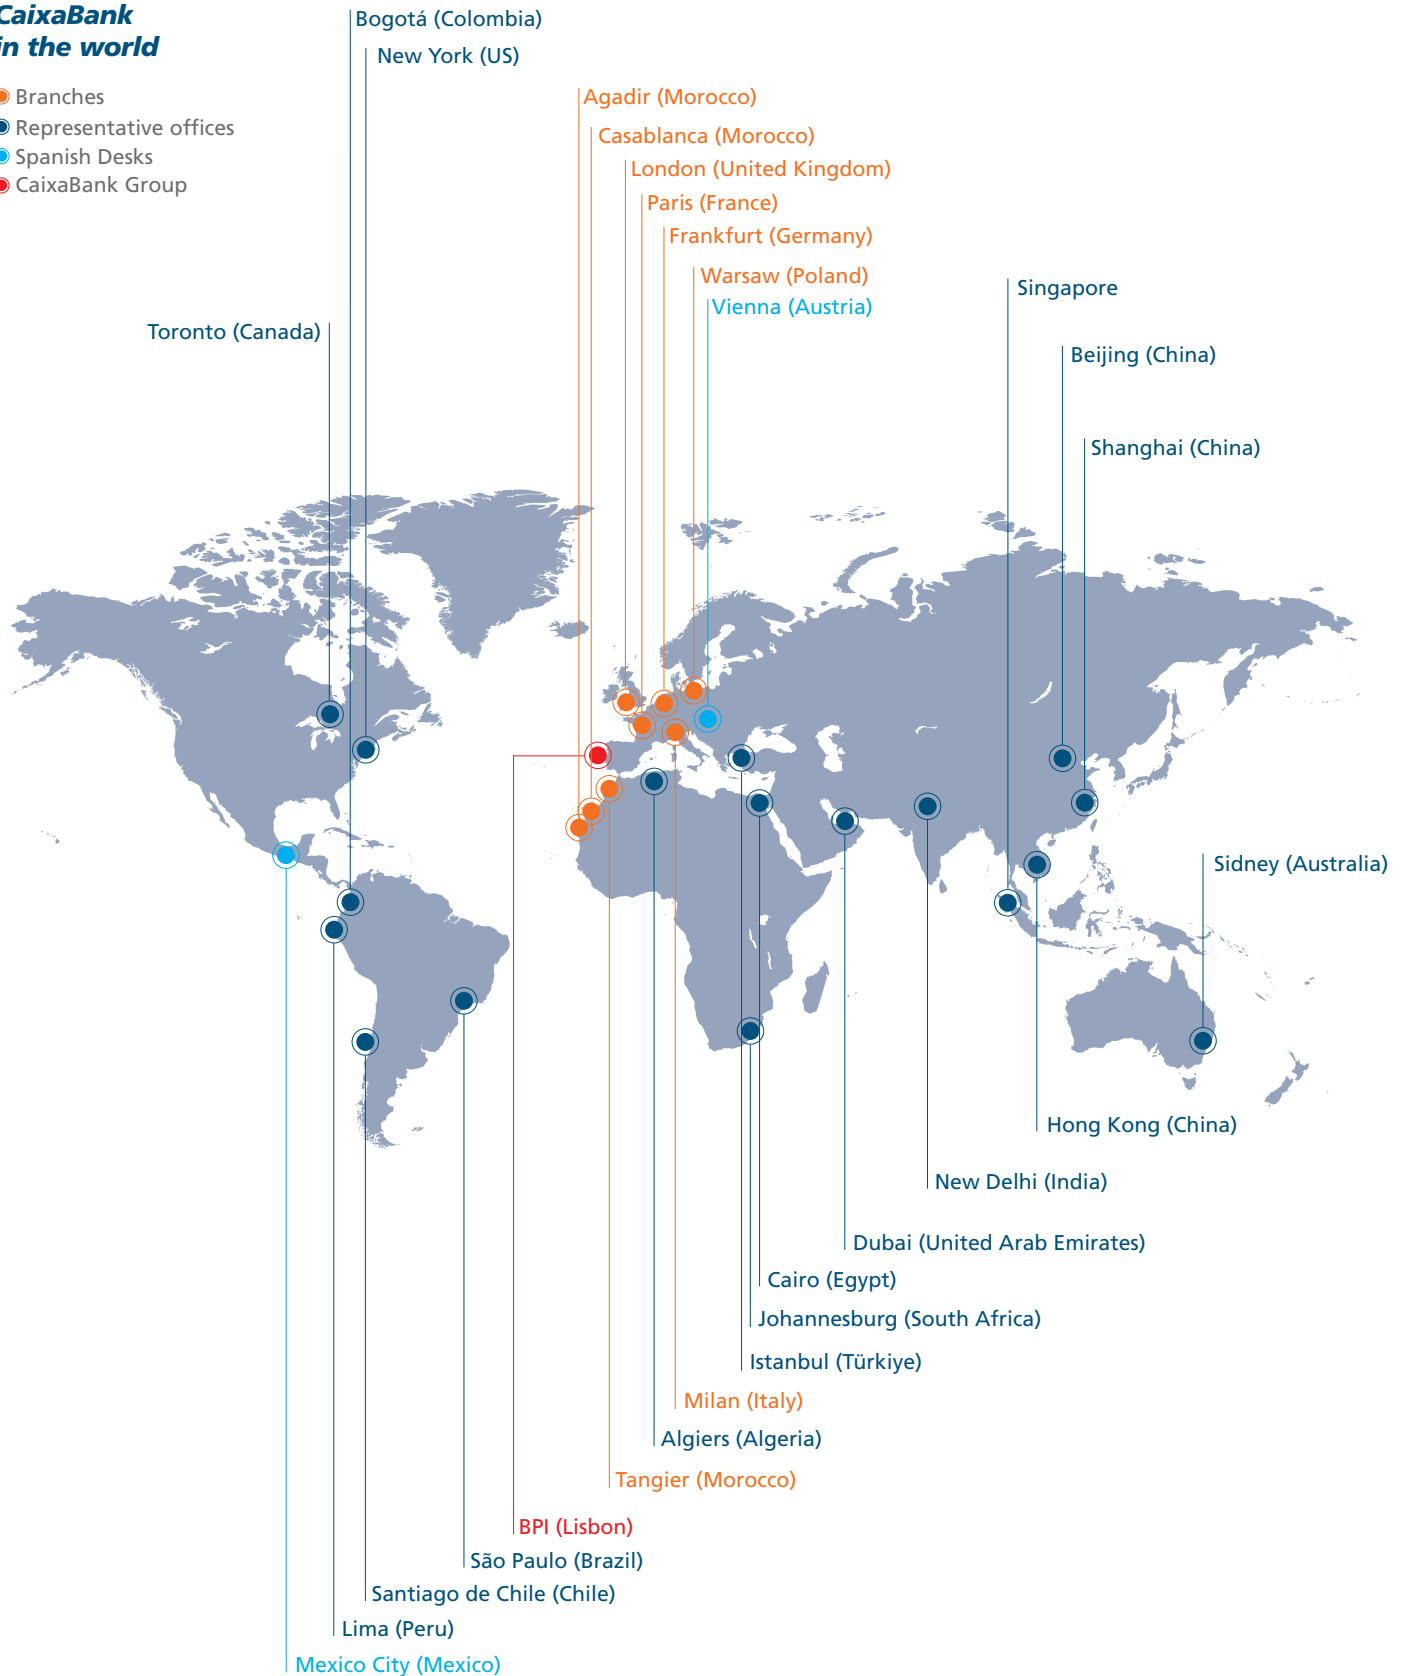 CaixaBank
in the world
Branches
Representative offices
Spanish Desks
CaixaBank Group
Bogotá (Colombia)
New York (US)
Agadir (Morocco)
Casablanca (Morocco)
London (United Kingdom)
Paris (France)
Frankfurt (Germany)
Warsaw (Poland)
Vienna (Austria)
Singapore
Toronto (Canada)
Beijing (China)
Shanghai (China)
Sidney (Australia)
Hong Kong (China)
New Delhi (India)
Dubai (United Arab Emirates)
Cairo (Egypt)
Johannesburg (South Africa)
Istanbul (Türkiye)
Milan (Italy)
Algiers (Algeria)
Tangier (Morocco)
BPI (Lisbon)
São Paulo (Brazil)
Santiago de Chile (Chile)
Lima (Peru)
Mexico City (Mexico)